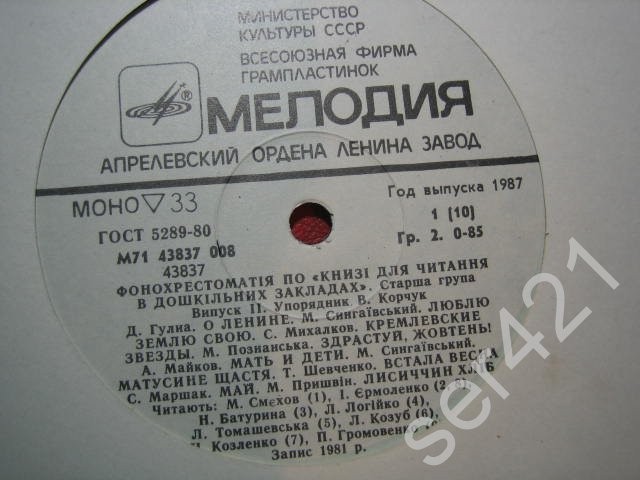 МИНИСТЕРСТВО
КУЛЬТУРЫ СССР
ВСЕСОЮЗНАЯ ФИРМА
ГРАМПЛАСТИНОК
® МЕЛОДИЯ
АПРЕЛЕВСКИЙ ОРДЕНА ЛЕНИНА ЗАВОД
МОНО ▽ 33
Год выпуска 1987
ГОСТ 5289-80
1 (10)
М71 43837 008
Гр. 2. 0-85
43837
ФОНОХРЕСТОМАТІЯ ПО «КНИЗІ ДЛЯ ЧИТАННЯ
В ДОШКІЛЬНИХ ЗАКЛАДАХ». Старша група
Випуск II. Упорядник В. Корчук
Д. Гулиа. О ЛЕНИНЕ. М. Сингаївський. ЛЮБЛЮ
ЗЕМЛЮ СВОЮ. С. Михалков. КРЕМЛЕВСКИЕ
ЗВЕЗДЫ. М. Познанська. ЗДРАСТУЙ, ЖОВТЕНЬ!
А. Майков. МАТЬ И ДЕТИ. М. Сингаївський.
МАТУСИНЕ ЩАСТЯ. Т. Шевченко. ВСТАЛА ВЕСНА
С. Маршак. МАЙ. М. Пришвін. ЛИСИЧЧИН ХЛІБ
Читають: М. Смєхов (1), І. Єрмоленко (2,
Н. Батурина (3), Л. Логійко (4),
Л. Томашевська (5), Л. Козуб (6),
Козленко (7), П. Громовенко
Запис 1981 р.
ser421